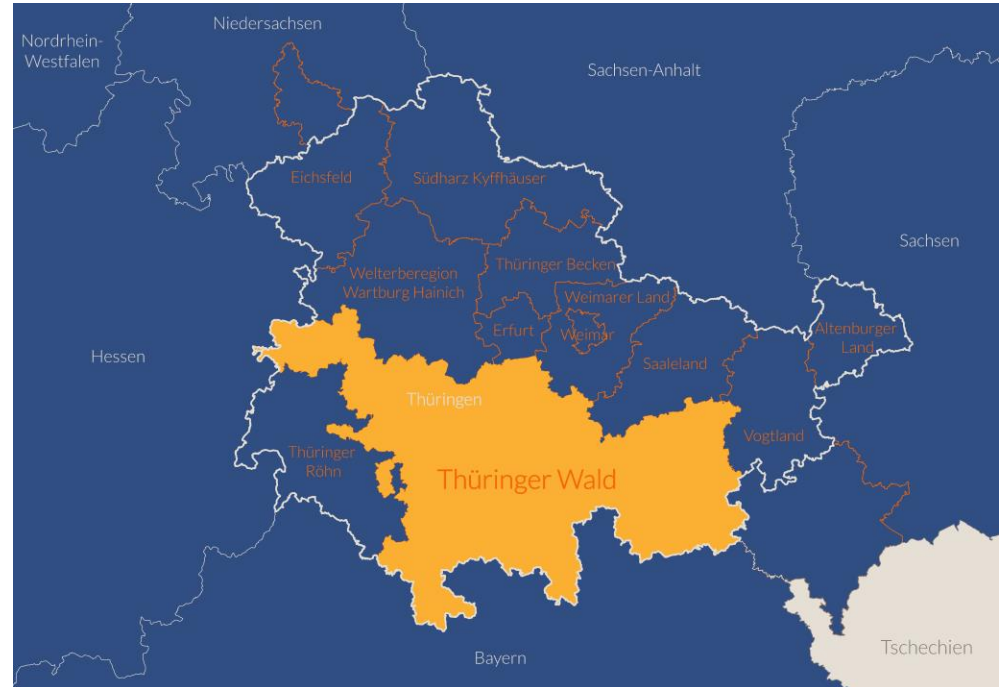 Niedersachsen
Nordrhein-
Westfalen
Sachsen-Anhalt
Eichsfeld
Südharz Kyffhäuser
Sachsen
Thüringer Becken
Welterberegion
Wartburg Hainich
Weimarer Land
Erfurt
Weimar
Altenburger
Land
Hessen
Saaleland
Thüringen
Vogtland
Thüringer
Röhn
Thüringer Wald
Tschechien
Bayern